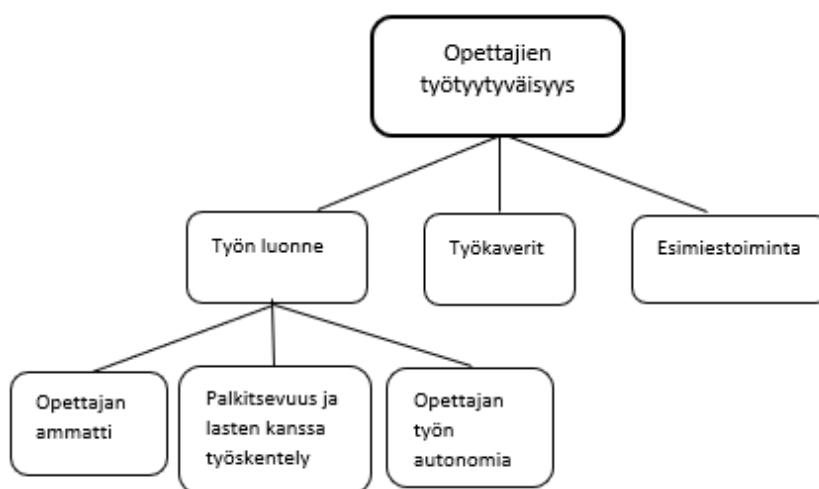 Opettajien
työtyytyväisyys
Työn luonne
Työkaverit
Esimiestoiminta
Opettajan
ammatti
Palkitsevuus ja
lasten kanssa
työskentely
Opettajan
työn
autonomia